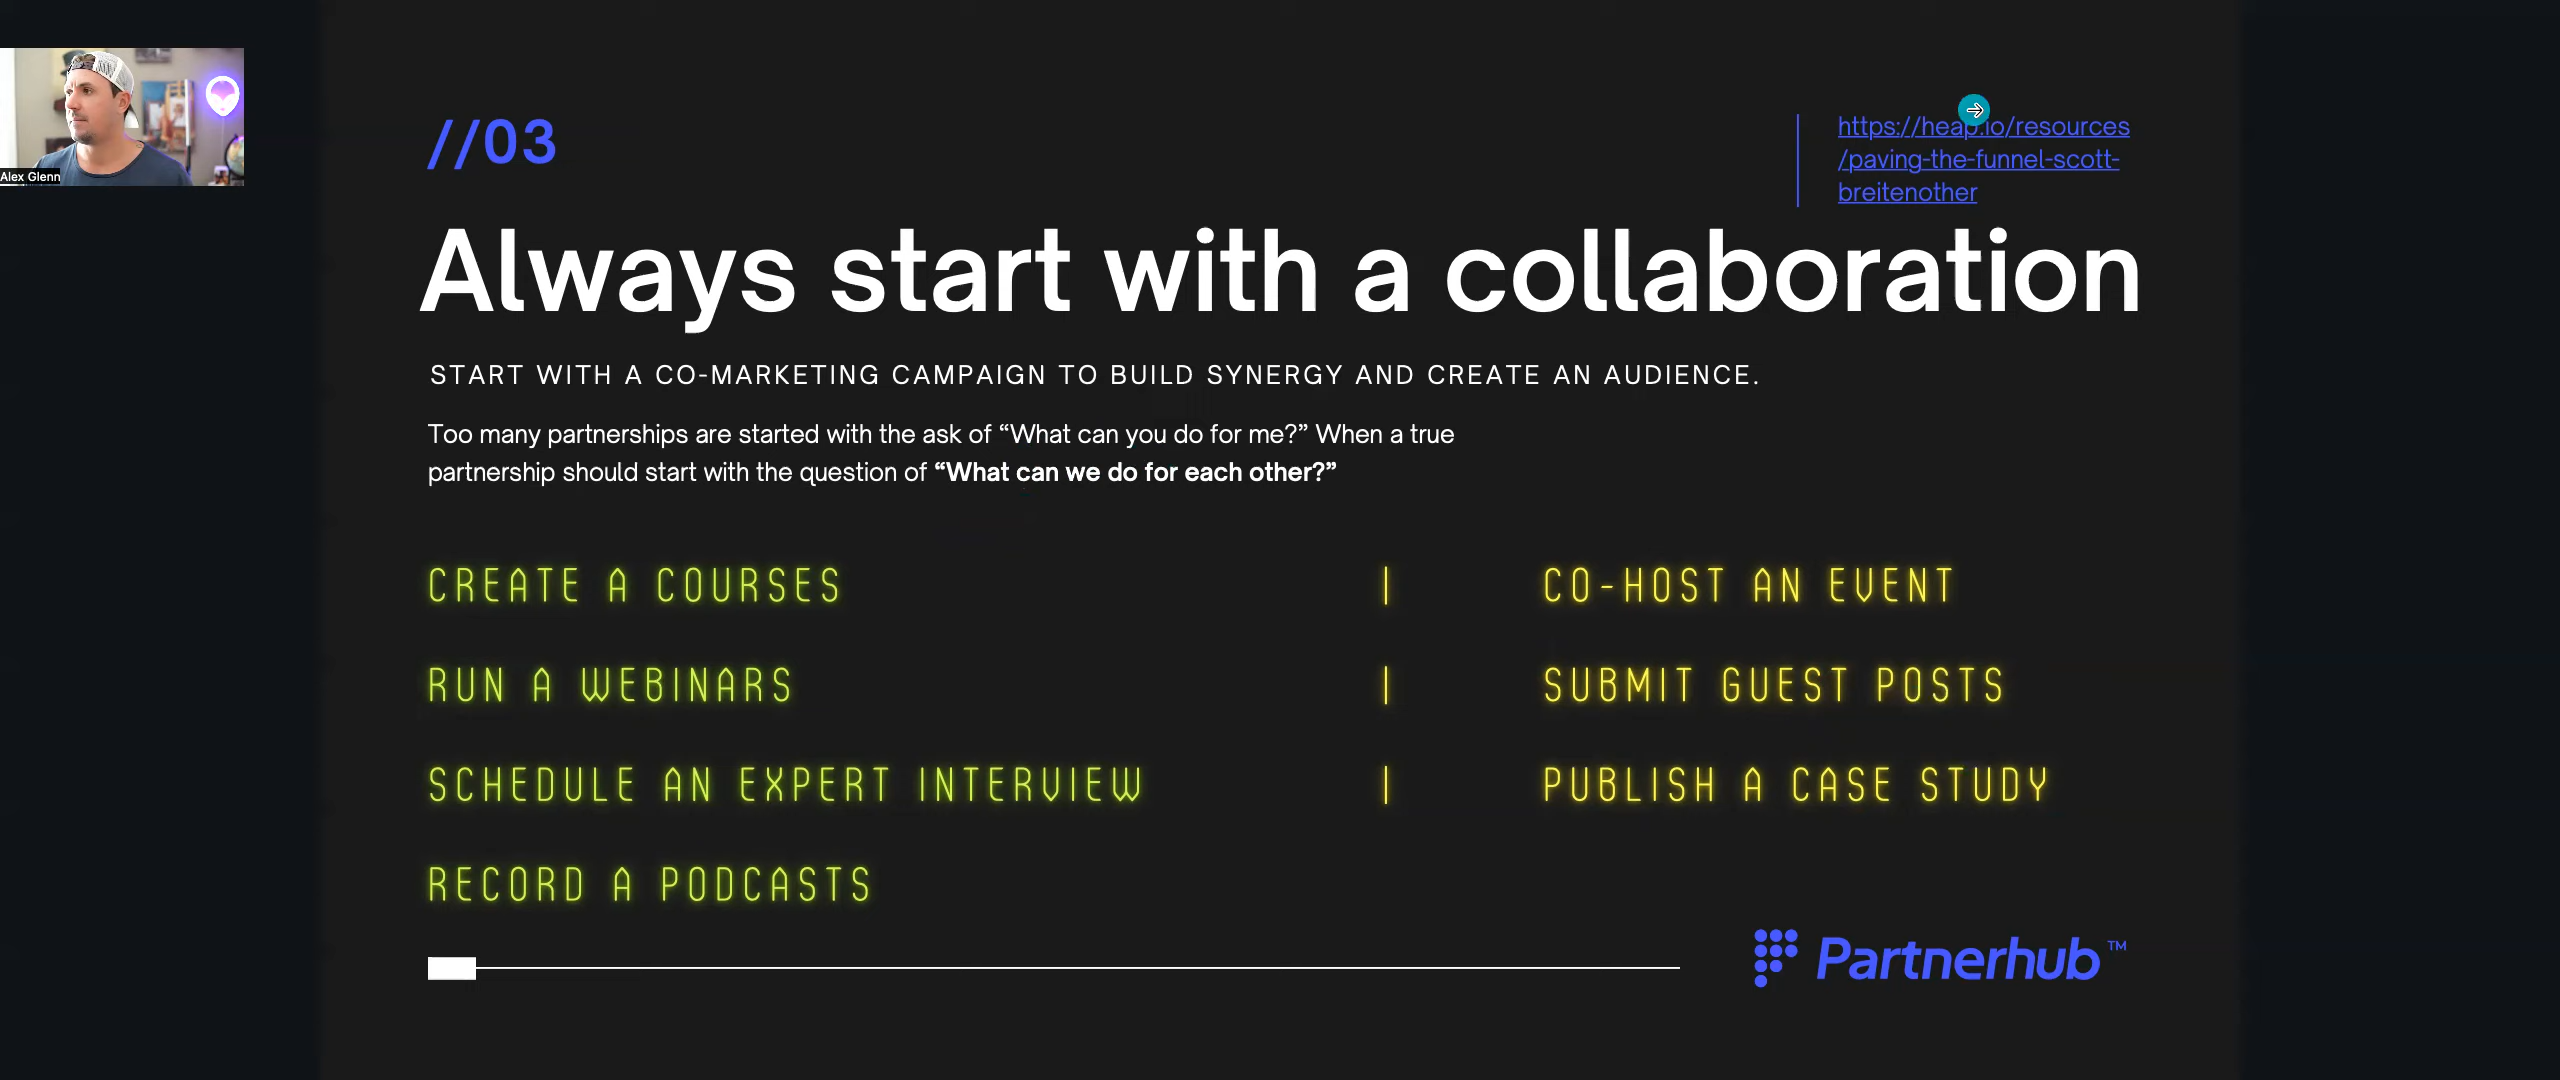 Alex Glenn
//03
https://heap.io/resources
/paving-the-funnel-scott-
breitenother
Always start with a collaboration
START WITH A CO-MARKETING CAMPAIGN TO BUILD SYNERGY AND CREATE AN AUDIENCE.
Too many partnerships are started with the ask of “What can you do for me?” When a true
partnership should start with the question of “What can we do for each other?”
CREATE A COURSES | CO-HOST AN EVENT
RUN A WEBINARS | SUBMIT GUEST POSTS
SCHEDULE AN EXPERT INTERVIEW | PUBLISH A CASE STUDY
RECORD A PODCASTS
Partnerhub™